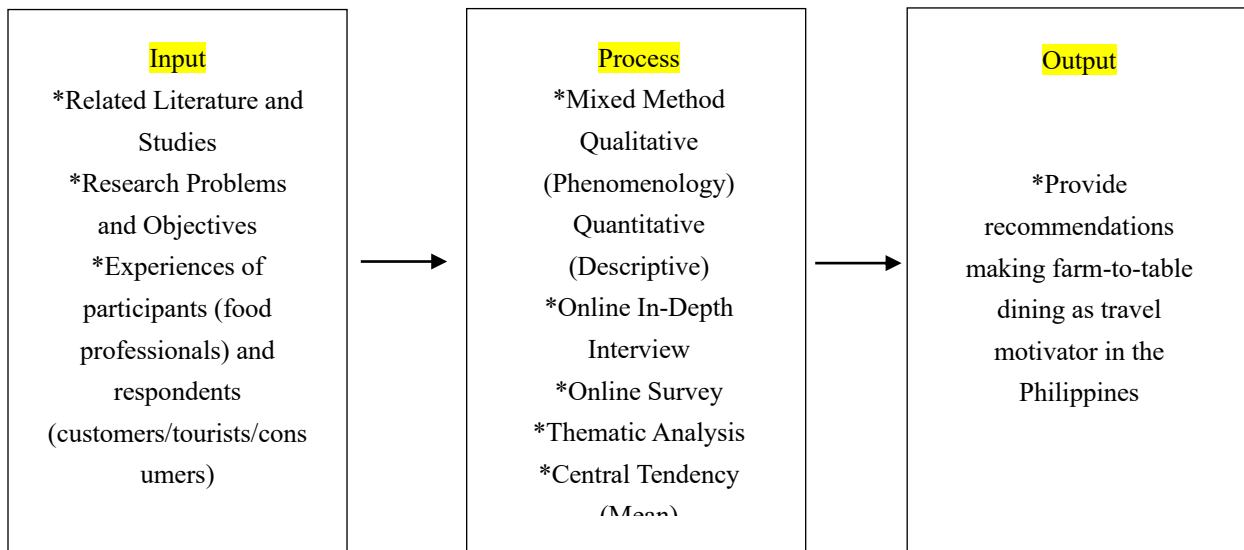 Input
*Related Literature and
Studies
*Research Problems
and Objectives
*Experiences of
participants (food
professionals) and
respondents
(customers/tourists/cons
umers)
Process
*Mixed Method
Qualitative
(Phenomenology)
Quantitative
(Descriptive)
*Online In-Depth
Interview
*Online Survey
*Thematic Analysis
*Central Tendency
(Mean)
Output
*Provide
recommendations
making farm-to-table
dining as travel
motivator in the
Philippines